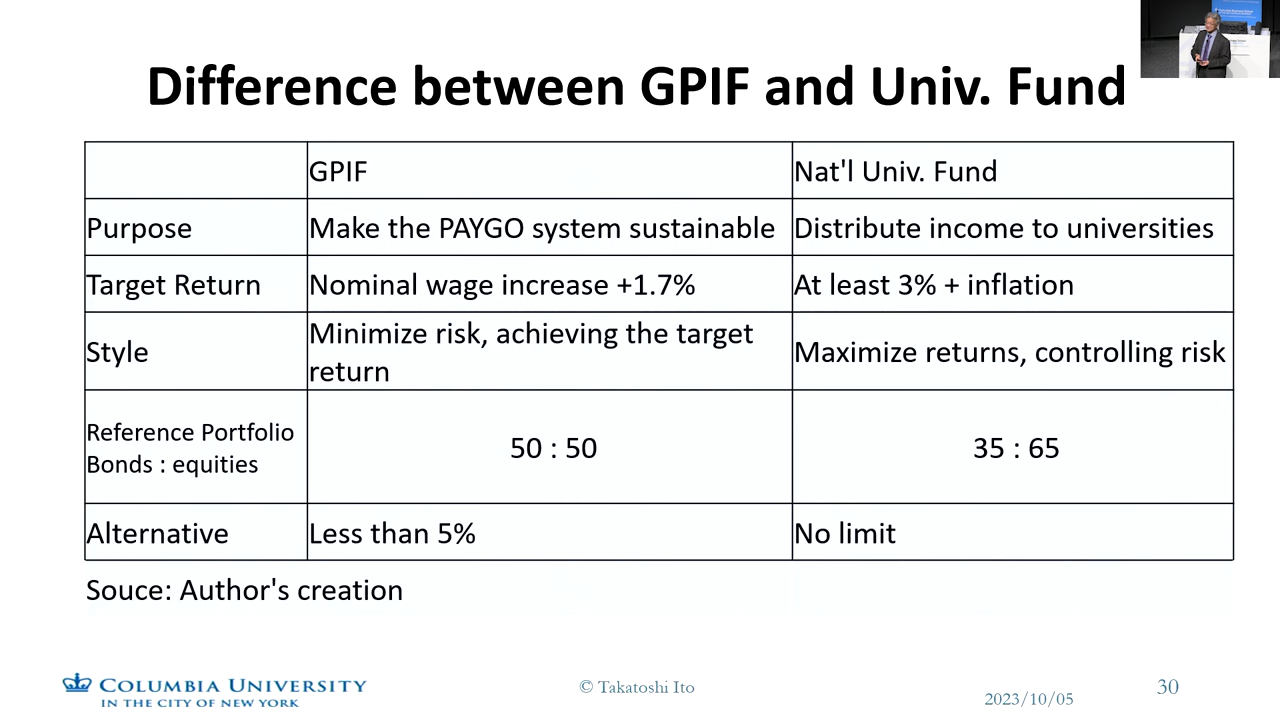 Difference between GPIF and Univ. Fund
GPIF
Nat'l Univ. Fund
Purpose
Make the PAYGO system sustainable
Distribute income to universities
Target Return
Nominal wage increase +1.7%
At least 3% + inflation
Style
Minimize risk, achieving the target
return
Maximize returns, controlling risk
Reference Portfolio
Bonds : equities
50 : 50
35 : 65
Alternative
Less than 5%
No limit
Souce: Author's creation
COLUMBIA UNIVERSITY
IN THE CITY OF NEW YORK
© Takatoshi Ito
2023/10/05
30